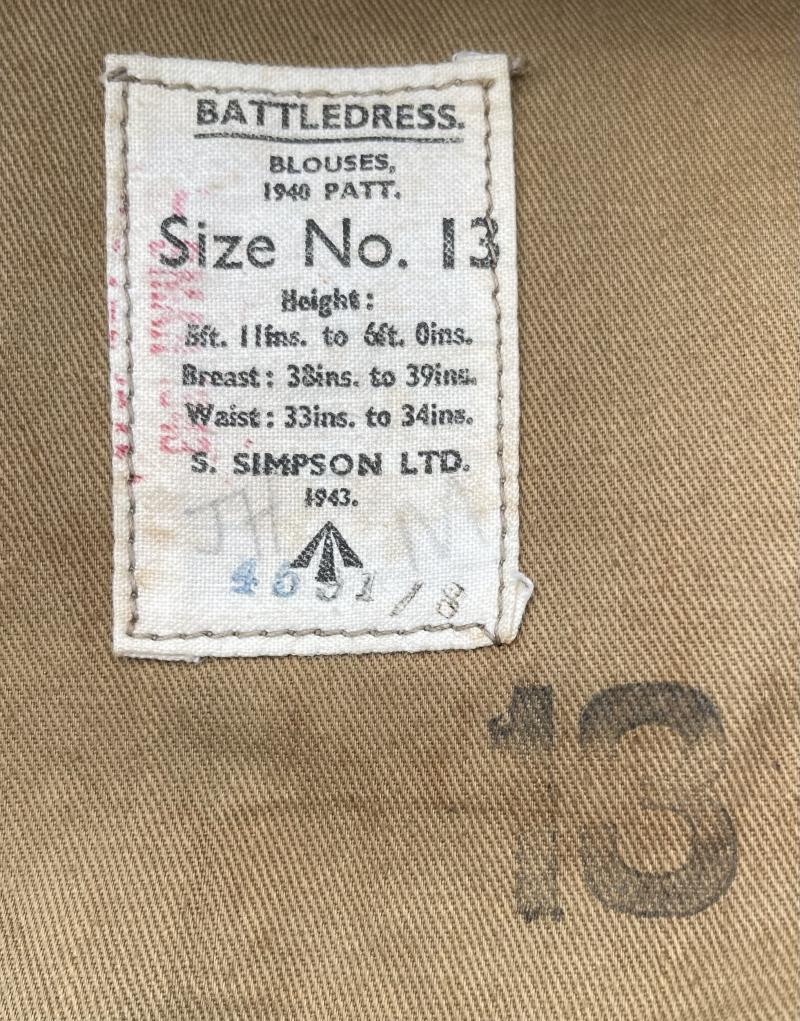 BATTLEDRESS.
BLOUSES,
1940 PATT.
Size No. 13
Height:
5ft. 11ins. to 6ft. 0ins.
Breast: 38ins. to 39ins.
Waist: 33ins. to 34ins.
S. SIMPSON LTD.
1943.
JH M
13